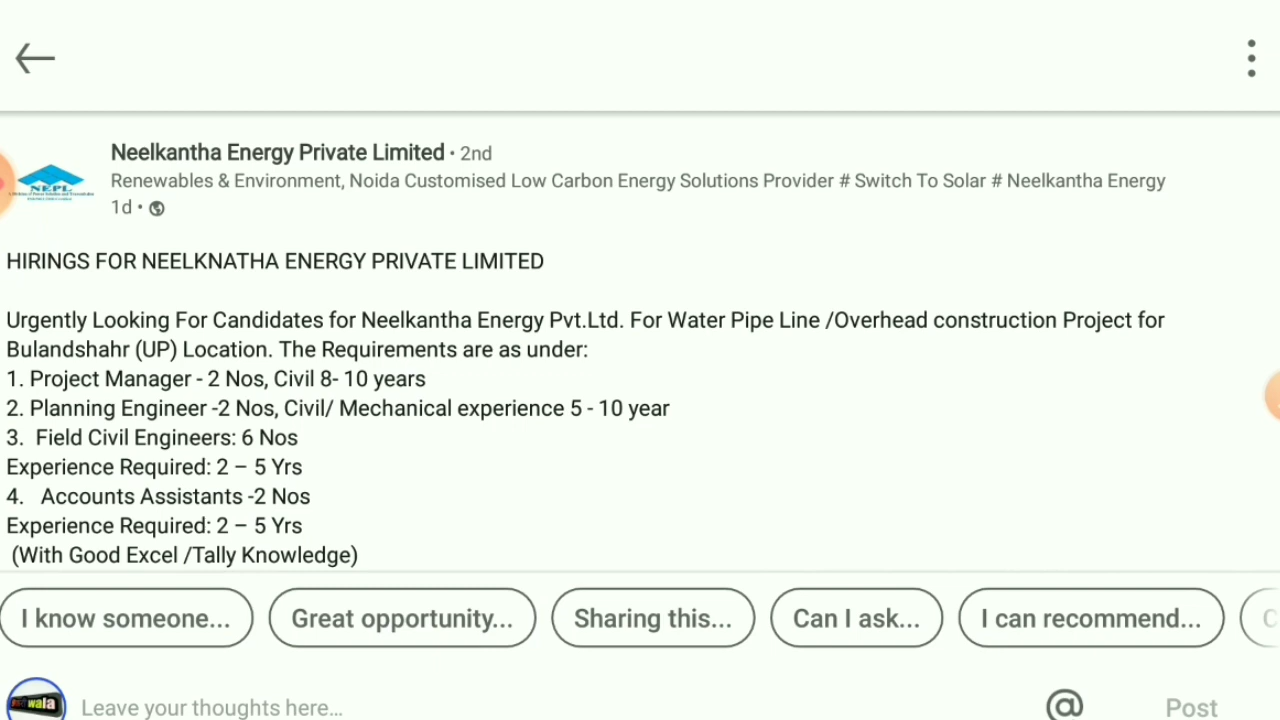 Neelkantha Energy Private Limited • 2nd
Renewables & Environment, Noida Customised Low Carbon Energy Solutions Provider # Switch To Solar # Neelkantha Energy
1d •
NEPL
HIRINGS FOR NEELKNATHA ENERGY PRIVATE LIMITED
Urgently Looking For Candidates for Neelkantha Energy Pvt.Ltd. For Water Pipe Line /Overhead construction Project for
Bulandshahr (UP) Location. The Requirements are as under:
1. Project Manager - 2 Nos, Civil 8- 10 years
2. Planning Engineer -2 Nos, Civil/ Mechanical experience 5 - 10 year
3.  Field Civil Engineers: 6 Nos
Experience Required: 2 – 5 Yrs
4.   Accounts Assistants -2 Nos
Experience Required: 2 – 5 Yrs
(With Good Excel /Tally Knowledge)
I know someone... Great opportunity... Sharing this... Can I ask... I can recommend...
wala
Leave your thoughts here... @ Post